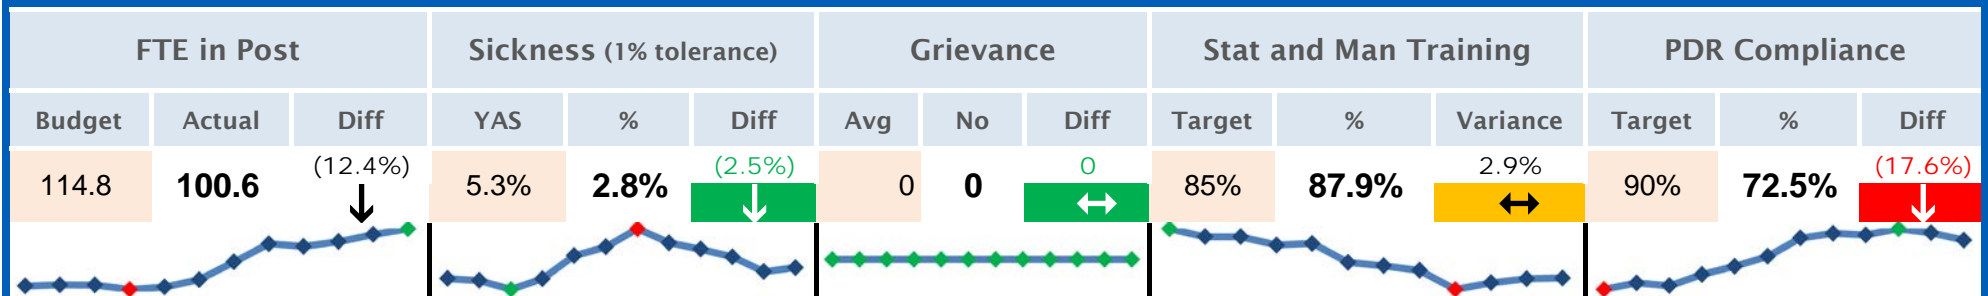 FTE in Post Sickness (1% tolerance) Grievance Stat and Man Training PDR Compliance
Budget Actual Diff YAS % Diff Avg No Diff Target % Variance Target % Diff
114.8 100.6 (12.4%) 5.3% 2.8% (2.5%) 0 0 0 85% 87.9% 2.9% 90% 72.5% (17.6%)